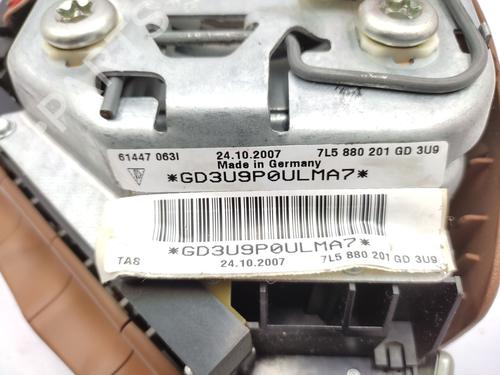 61447 063I 24.10.2007 7L5 880 201 GD 3U9
Made in Germany
*GD3U9P0ULMA7*
*GD3U9P0ULMA7*
TAS 24.10.2007 7L5 880 201 GD 3U9